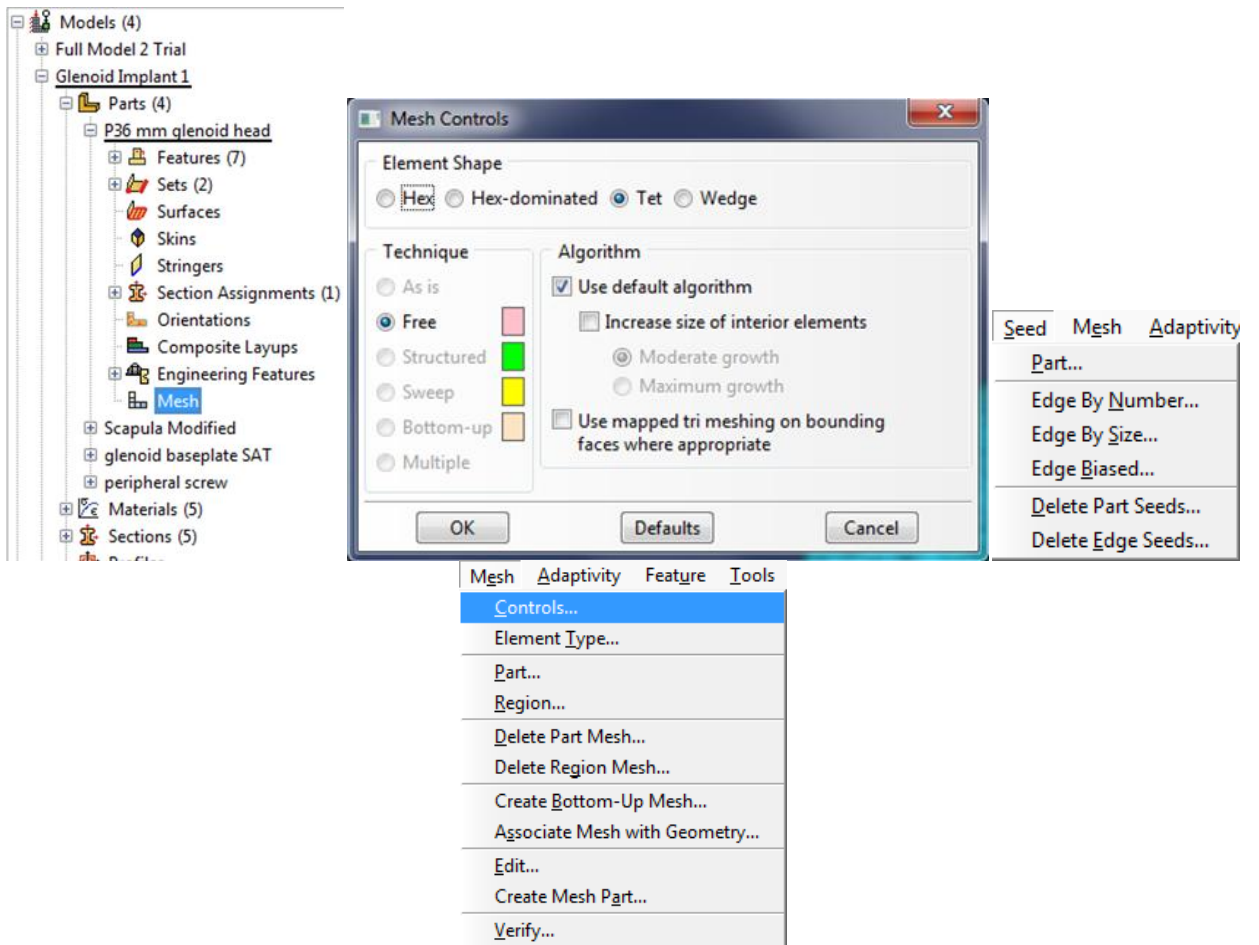 Models (4)
Full Model 2 Trial
Glenoid Implant 1
Parts (4)
P36 mm glenoid head
Features (7)
Sets (2)
Surfaces
Skins
Stringers
Section Assignments (1)
Orientations
Composite Layups
Engineering Features
Mesh
Scapula Modified
glenoid baseplate SAT
peripheral screw
Materials (5)
Sections (5)
Mesh Controls
Element Shape
Hex Hex-dominated Tet Wedge
Technique
As is
Free
Structured
Sweep
Bottom-up
Multiple
Algorithm
Use default algorithm
Increase size of interior elements
Moderate growth
Maximum growth
Use mapped tri meshing on bounding
faces where appropriate
OK Defaults Cancel
Seed Mesh Adaptivity
Part...
Edge By Number...
Edge By Size...
Edge Biased...
Delete Part Seeds...
Delete Edge Seeds...
Mesh Adaptivity Feature Tools
Controls...
Element Type...
Part...
Region...
Delete Part Mesh...
Delete Region Mesh...
Create Bottom-Up Mesh...
Associate Mesh with Geometry...
Edit...
Create Mesh Part...
Verify...